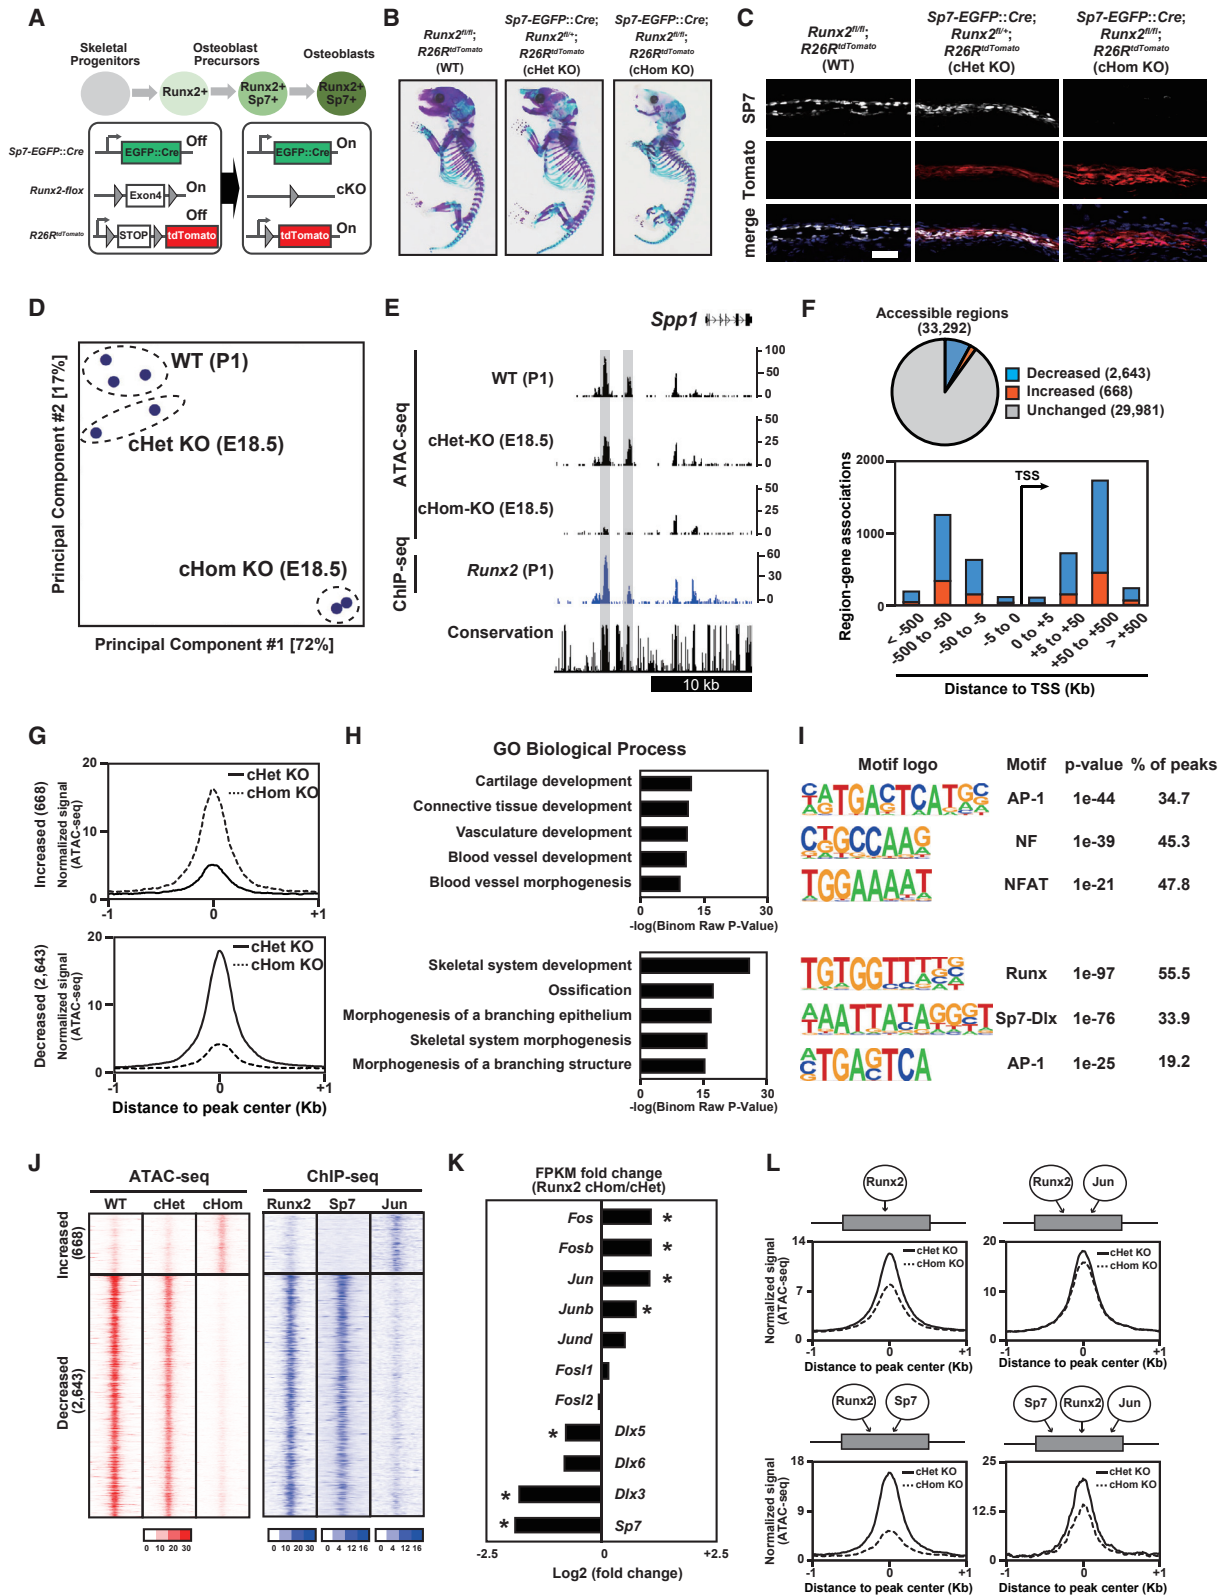 A
Skeletal
Progenitors
Osteoblast
Precursors
Osteoblasts
Runx2+
Runx2+
Sp7+
Runx2+
Sp7+
Sp7-EGFP::Cre
EGFP::Cre
Off
EGFP::Cre
On
Runx2-flox
Exon4
On
cKO
R26RtdTomato
STOP
tdTomato
Off
tdTomato
On
B
Runx2fl/fl;
R26RtdTomato
(WT)
Sp7-EGFP::Cre;
Runx2fl/+;
R26RtdTomato
(cHet KO)
Sp7-EGFP::Cre;
Runx2fl/fl;
R26RtdTomato
(cHom KO)
C
Runx2fl/fl;
R26RtdTomato
(WT)
Sp7-EGFP::Cre;
Runx2fl/+;
R26RtdTomato
(cHet KO)
Sp7-EGFP::Cre;
Runx2fl/fl;
R26RtdTomato
(cHom KO)
SP7
Tomato
merge
D
Principal Component #2 [17%]
WT (P1)
cHet KO (E18.5)
cHom KO (E18.5)
Principal Component #1 [72%]
E
Spp1
ATAC-seq
WT (P1)
100
50
0
cHet-KO (E18.5)
50
25
0
cHom-KO (E18.5)
50
25
0
ChIP-seq
Runx2 (P1)
60
30
0
Conservation
10 kb
F
Accessible regions
(33,292)
Decreased (2,643)
Increased (668)
Unchanged (29,981)
Region-gene associations
2000
1000
0
TSS
< -500
-500 to -50
-50 to -5
-5 to 0
0 to +5
+5 to +50
+50 to +500
> +500
Distance to TSS (Kb)
G
Increased (668)
Normalized signal
(ATAC-seq)
20
10
0
cHet KO
cHom KO
-1
0
+1
Decreased (2,643)
Normalized signal
(ATAC-seq)
20
10
0
cHet KO
cHom KO
-1
0
+1
Distance to peak center (Kb)
H
GO Biological Process
Cartilage development
Connective tissue development
Vasculature development
Blood vessel development
Blood vessel morphogenesis
0
15
30
-log(Binom Raw P-Value)
Skeletal system development
Ossification
Morphogenesis of a branching epithelium
Skeletal system morphogenesis
Morphogenesis of a branching structure
0
15
30
-log(Binom Raw P-Value)
I
Motif logo Motif p-value % of peaks
AP-1 1e-44 34.7
NF 1e-39 45.3
NFAT 1e-21 47.8
Runx 1e-97 55.5
Sp7-Dlx 1e-76 33.9
AP-1 1e-25 19.2
J
ATAC-seq
ChIP-seq
WT cHet cHom
Runx2 Sp7 Jun
Increased
(668)
Decreased
(2,643)
0 10 20 30
0 10 20 30
0 4 12 16
0 4 12 16
K
FPKM fold change
(Runx2 cHom/cHet)
Fos *
Fosb *
Jun *
Junb *
Jund
Fosl1
Fosl2
* Dlx5
Dlx6
* Dlx3
* Sp7
-2.5
0
+2.5
Log2 (fold change)
L
Runx2
Normalized signal
(ATAC-seq)
14
7
0
cHet KO
cHom KO
-1
0
+1
Distance to peak center (Kb)
Runx2
Jun
20
10
0
cHet KO
cHom KO
-1
0
+1
Distance to peak center (Kb)
Runx2
Sp7
Normalized signal
(ATAC-seq)
18
9
0
cHet KO
cHom KO
-1
0
+1
Distance to peak center (Kb)
Sp7
Runx2
Jun
25
12.5
0
cHet KO
cHom KO
-1
0
+1
Distance to peak center (Kb)